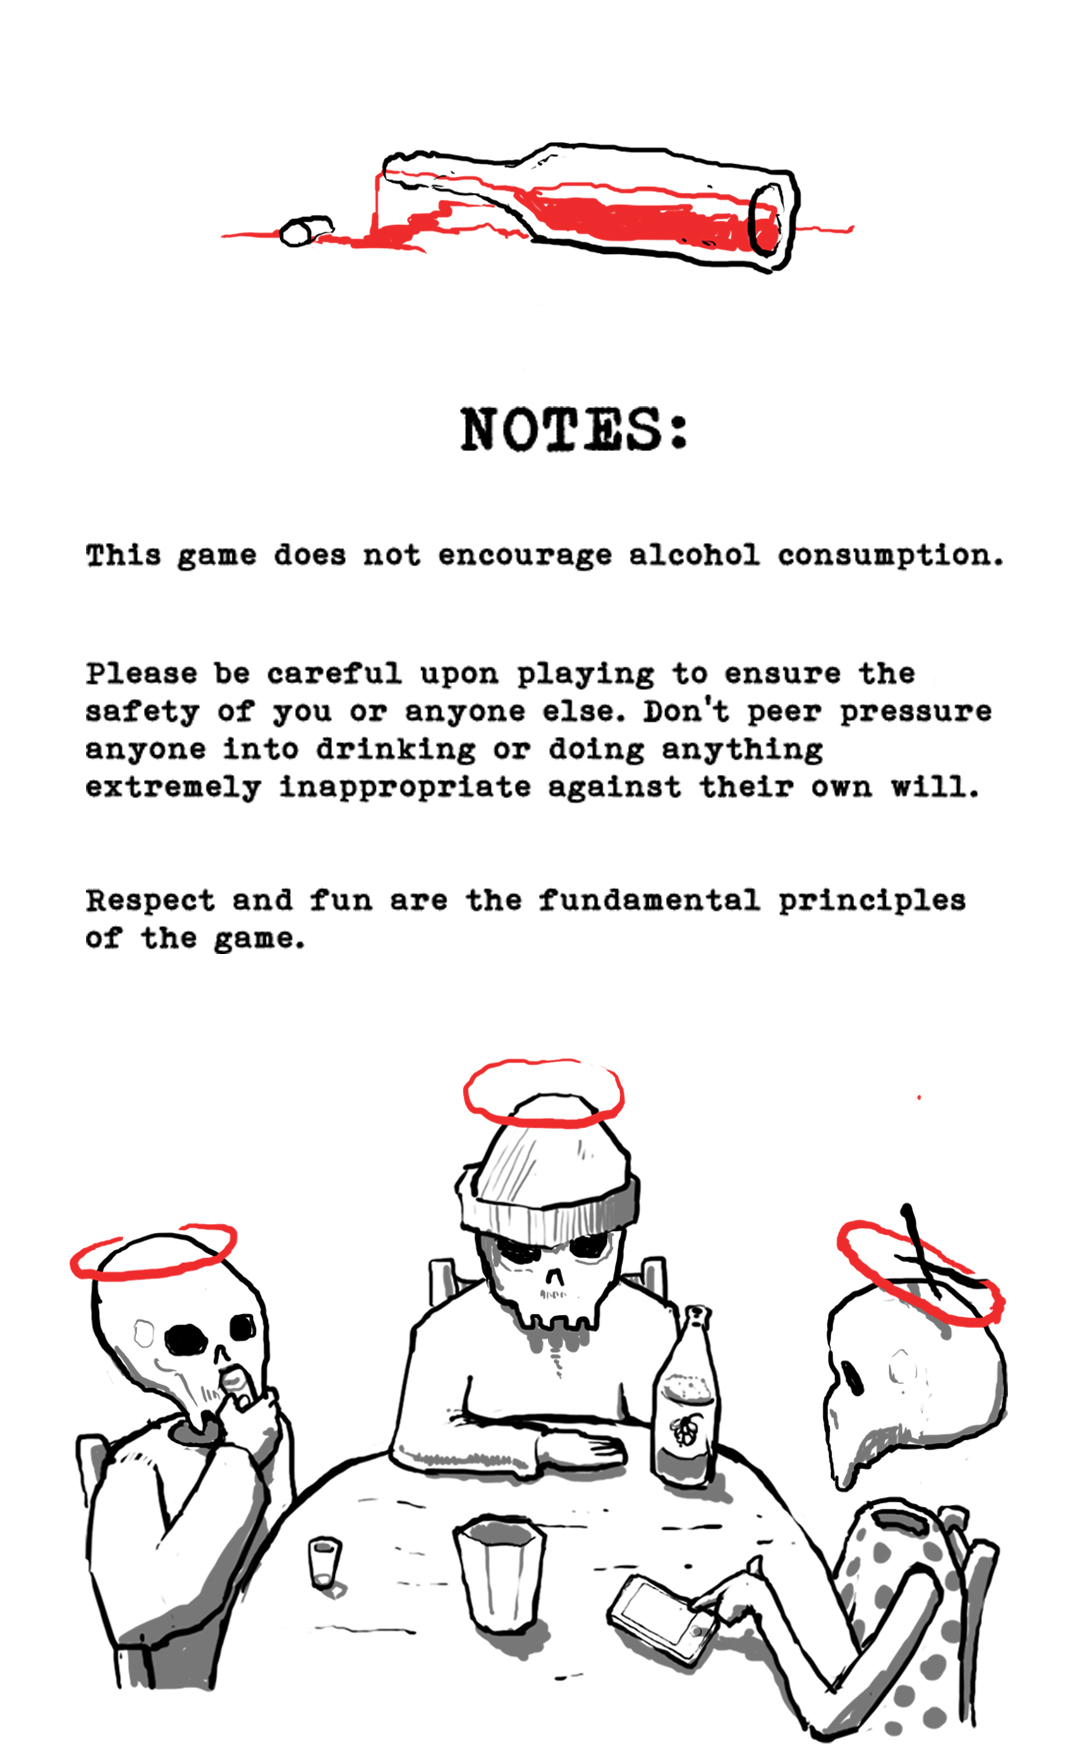 NOTES:
This game does not encourage alcohol consumption.
Please be careful upon playing to ensure the
safety of you or anyone else. Don't peer pressure
anyone into drinking or doing anything
extremely inappropriate against their own will.
Respect and fun are the fundamental principles
of the game.